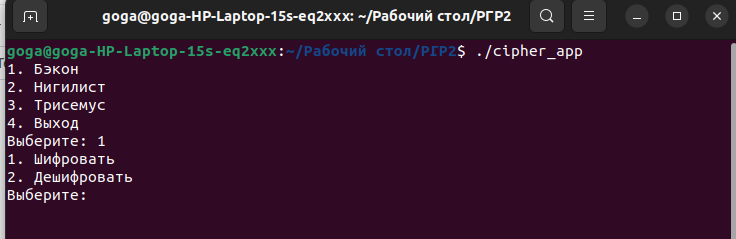 goga@goga-HP-Laptop-15s-eq2xxx: ~/Рабочий стол/РГР2
goga@goga-HP-Laptop-15s-eq2xxx:~/Рабочий стол/РГР2$ ./cipher_app
1. Бэкон
2. Нигилист
3. Трисемус
4. Выход
Выберите: 1
1. Шифровать
2. Дешифровать
Выберите: